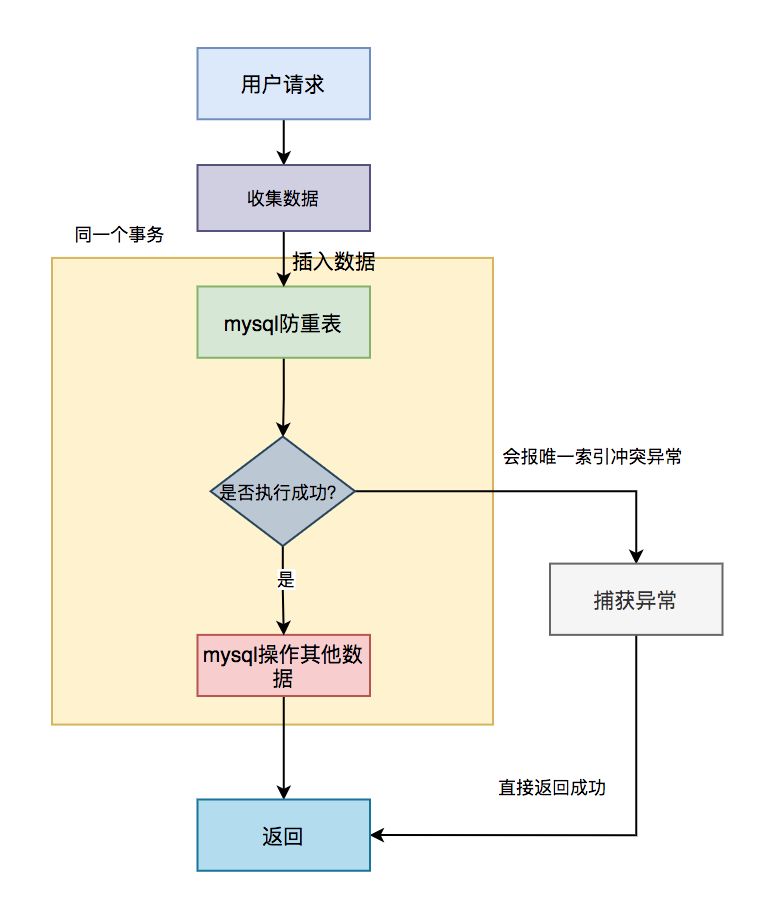 用户请求
收集数据
同一个事务
插入数据
mysql防重表
会报唯一索引冲突异常
是否执行成功?
是
捕获异常
mysql操作其他数
据
直接返回成功
返回